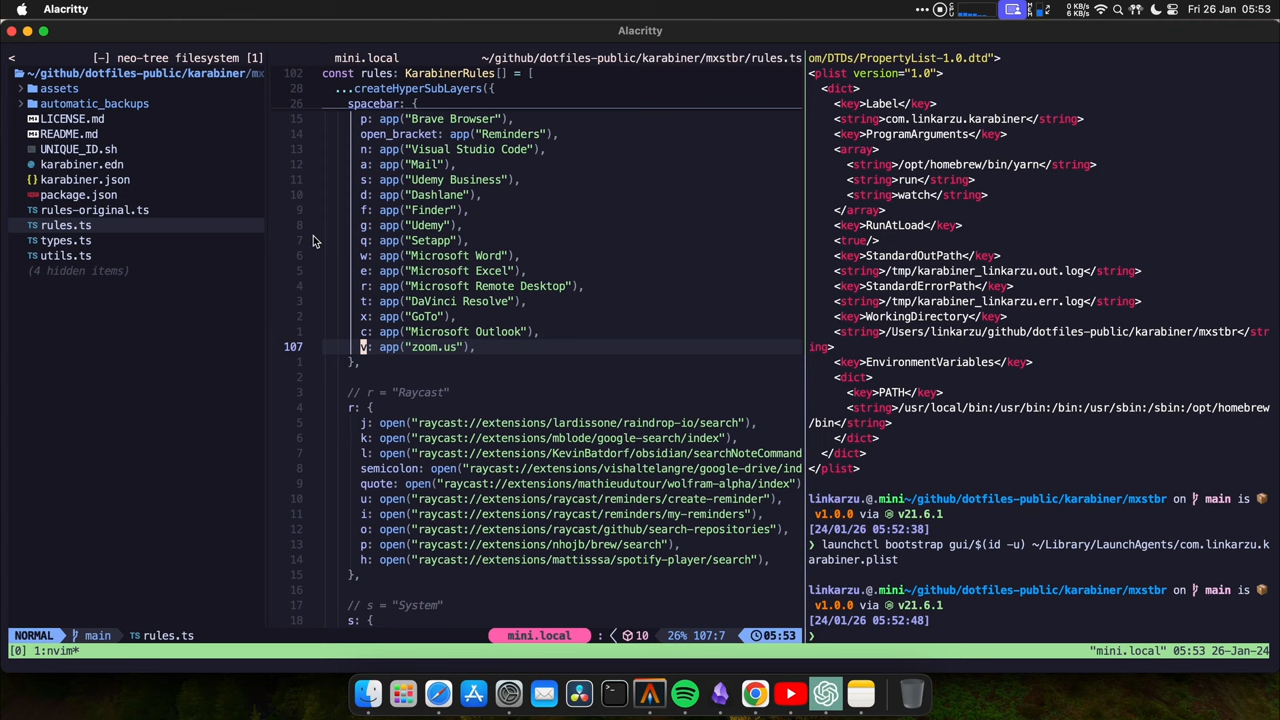 Alacritty
0 KB/s
6 KB/s
Fri 26 Jan 05:53
Alacritty
< [-] neo-tree filesystem [1]
~/github/dotfiles-public/karabiner/mx
> assets
> automatic_backups
LICENSE.md
README.md
UNIQUE_ID.sh
karabiner.edn
{} karabiner.json
package.json
TS rules-original.ts
TS rules.ts
TS types.ts
TS utils.ts
(4 hidden items)
mini.local ~/github/dotfiles-public/karabiner/mxstbr/rules.ts
102 const rules: KarabinerRules[] = [
28 ...createHyperSubLayers({
26 spacebar: {
15 p: app("Brave Browser"),
14 open_bracket: app("Reminders"),
13 n: app("Visual Studio Code"),
12 a: app("Mail"),
11 s: app("Udemy Business"),
10 d: app("Dashlane"),
9 f: app("Finder"),
8 g: app("Udemy"),
7 q: app("Setapp"),
6 w: app("Microsoft Word"),
5 e: app("Microsoft Excel"),
4 r: app("Microsoft Remote Desktop"),
3 t: app("DaVinci Resolve"),
2 x: app("GoTo"),
1 c: app("Microsoft Outlook"),
107 v: app("zoom.us"),
1 },
2
3 // r = "Raycast"
4 r: {
5 j: open("raycast://extensions/lardissone/raindrop-io/search"),
6 k: open("raycast://extensions/mblode/google-search/index"),
7 l: open("raycast://extensions/KevinBatdorf/obsidian/searchNoteCommand
8 semicolon: open("raycast://extensions/vishaltelangre/google-drive/ind
9 quote: open("raycast://extensions/mathieudutour/wolfram-alpha/index")
10 u: open("raycast://extensions/raycast/reminders/create-reminder"),
11 i: open("raycast://extensions/raycast/reminders/my-reminders"),
12 o: open("raycast://extensions/raycast/github/search-repositories"),
13 p: open("raycast://extensions/nhojb/brew/search"),
14 h: open("raycast://extensions/mattisssa/spotify-player/search"),
15 },
16
17 // s = "System"
18 s: {
NORMAL main > TS rules.ts mini.local : < 10 26% 107:7 05:53
om/DTDs/PropertyList-1.0.dtd">
<plist version="1.0">
<dict>
<key>Label</key>
<string>com.linkarzu.karabiner</string>
<key>ProgramArguments</key>
<array>
<string>/opt/homebrew/bin/yarn</string>
<string>run</string>
<string>watch</string>
</array>
<key>RunAtLoad</key>
<true/>
<key>StandardOutPath</key>
<string>/tmp/karabiner_linkarzu.out.log</string>
<key>StandardErrorPath</key>
<string>/tmp/karabiner_linkarzu.err.log</string>
<key>WorkingDirectory</key>
<string>/Users/linkarzu/github/dotfiles-public/karabiner/mxstbr</str
ing>
<key>EnvironmentVariables</key>
<dict>
<key>PATH</key>
<string>/usr/local/bin:/usr/bin:/bin:/usr/sbin:/sbin:/opt/homebrew
/bin</string>
</dict>
</dict>
</plist>
linkarzu.@.mini~/github/dotfiles-public/karabiner/mxstbr on main is
v1.0.0 via v21.6.1
[24/01/26 05:52:38]
❯ launchctl bootstrap gui/$(id -u) ~/Library/LaunchAgents/com.linkarzu.k
arabiner.plist
linkarzu.@.mini~/github/dotfiles-public/karabiner/mxstbr on main is
v1.0.0 via v21.6.1
[24/01/26 05:52:48]
❯
[0] 1:nvim* "mini.local" 05:53 26-Jan-24